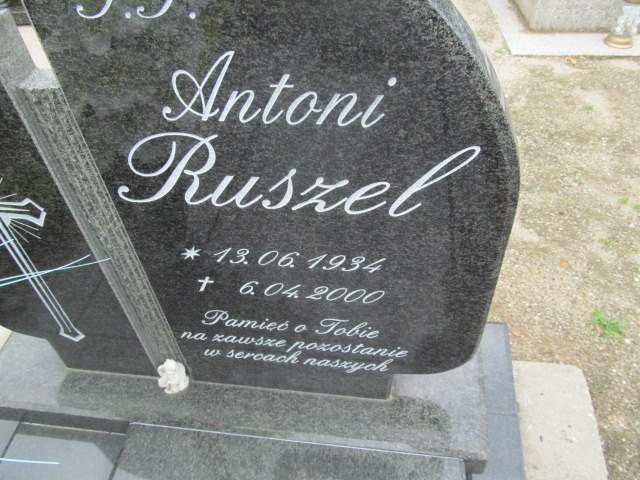 Ś.P.
Antoni
Ruszel
* 13.06.1934
✝ 6.04.2000
Pamięć o Tobie
na zawsze pozostanie
w sercach naszych